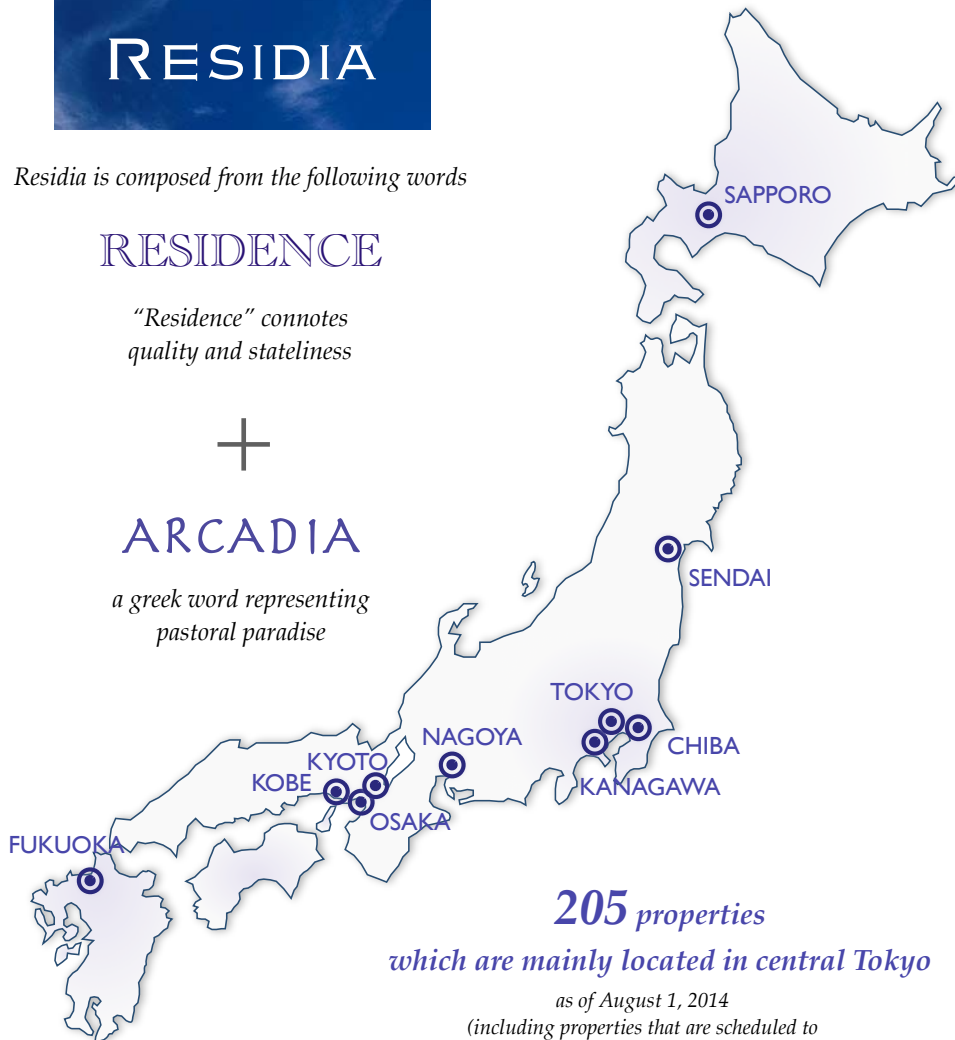 RESIDIA
Residia is composed from the following words
RESIDENCE
“Residence” connotes
quality and stateliness
+
ARCADIA
a greek word representing
pastoral paradise
SAPPORO
SENDAI
TOKYO
CHIBA
KANAGAWA
NAGOYA
KYOTO
KOBE
OSAKA
FUKUOKA
205 properties
which are mainly located in central Tokyo
as of August 1, 2014
(including properties that are scheduled to